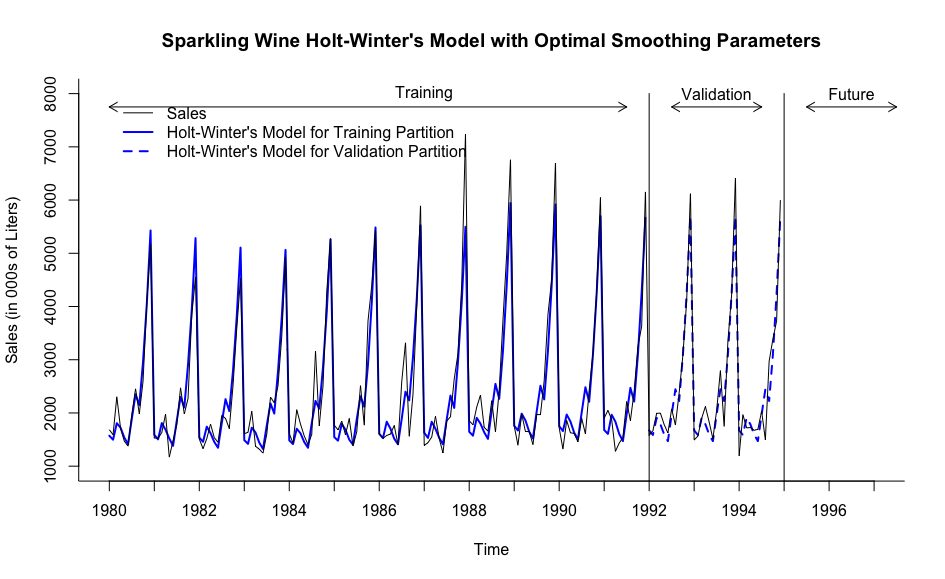 Sparkling Wine Holt-Winter's Model with Optimal Smoothing Parameters
Training
Validation
Future
Sales
Holt-Winter's Model for Training Partition
Holt-Winter's Model for Validation Partition
8000
7000
6000
5000
4000
3000
2000
1000
Sales (in 000s of Liters)
1980 1982 1984 1986 1988 1990 1992 1994 1996
Time